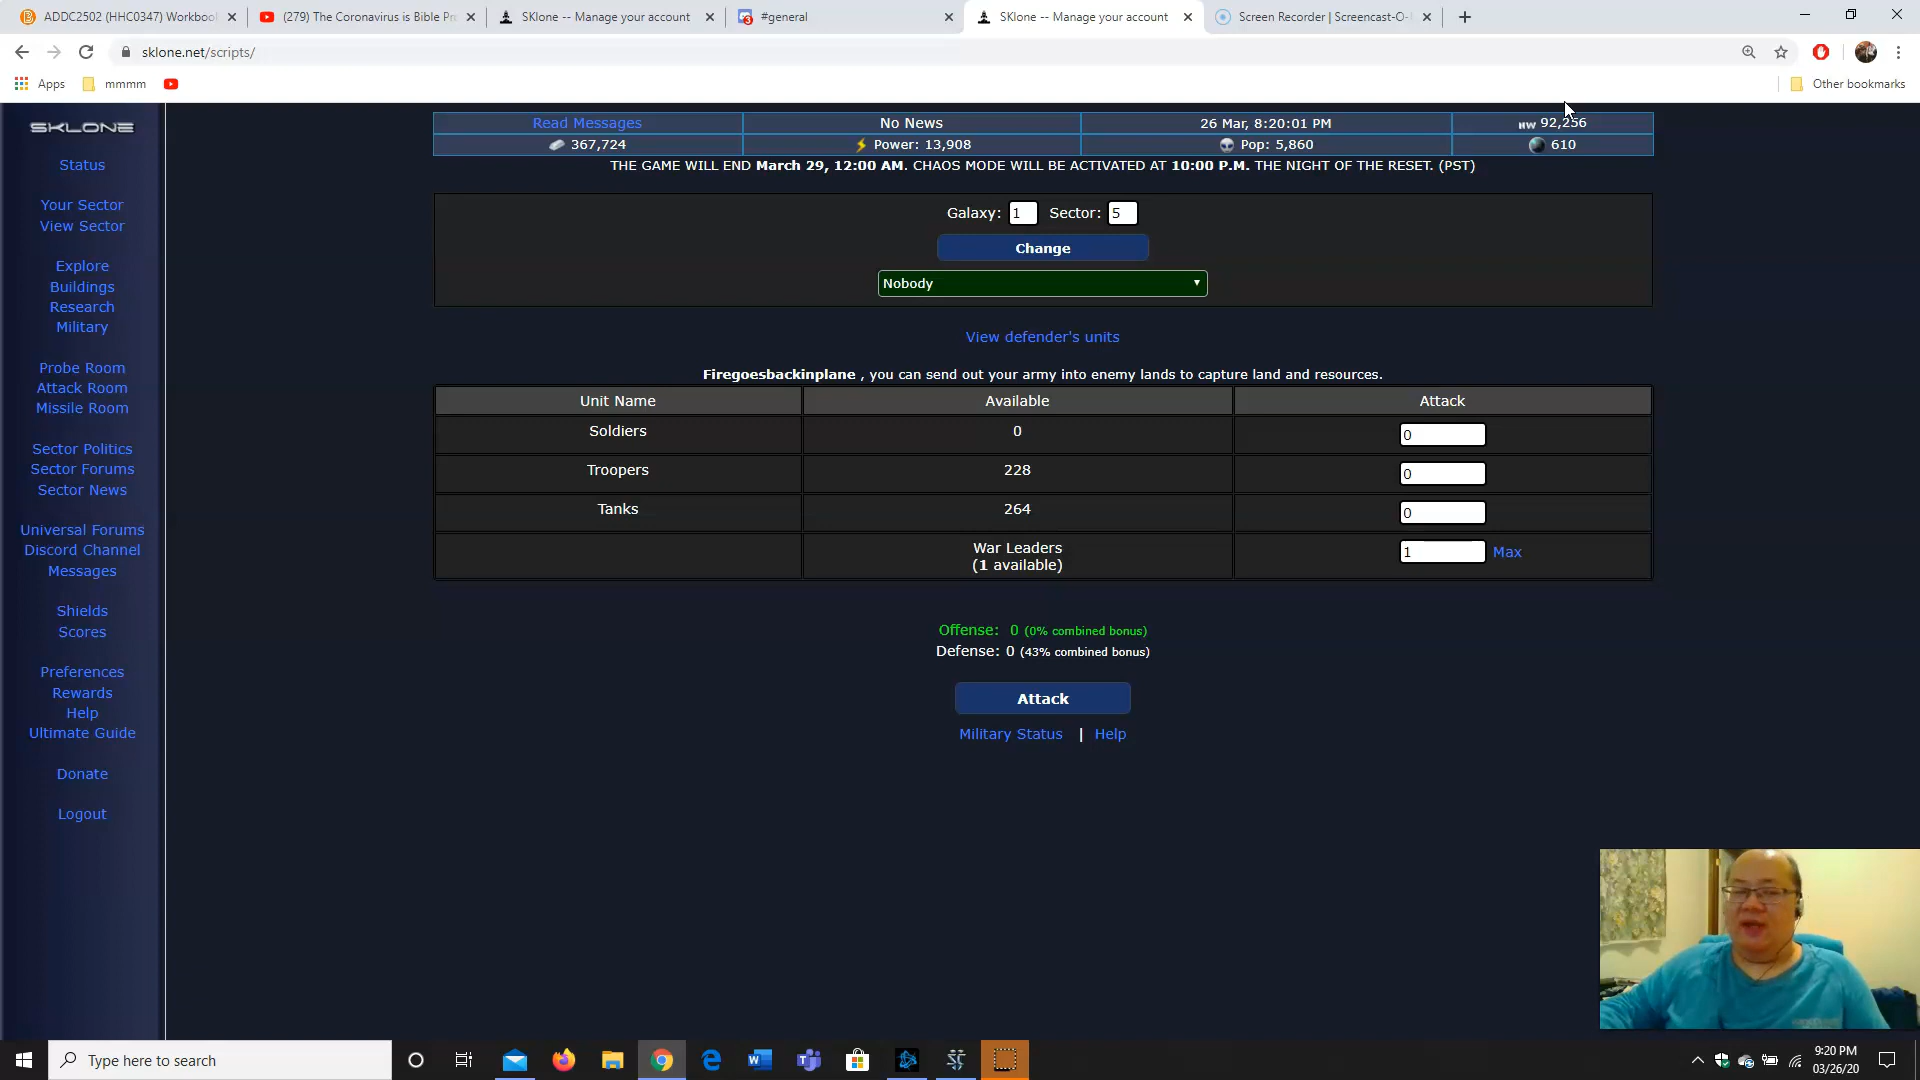 ADDC2502 (HHC0347) Workboo
(279) The Coronavirus is Bible Pr
SKlone -- Manage your account
#general
SKlone -- Manage your account
Screen Recorder | Screencast-O-
sklone.net/scripts/
Apps
mmmm
Other bookmarks
SKLONE
Status
Your Sector
View Sector
Explore
Buildings
Research
Military
Probe Room
Attack Room
Missile Room
Sector Politics
Sector Forums
Sector News
Universal Forums
Discord Channel
Messages
Shields
Scores
Preferences
Rewards
Help
Ultimate Guide
Donate
Logout
Read Messages No News 26 Mar, 8:20:01 PM NW 92,256
367,724 Power: 13,908 Pop: 5,860 610
THE GAME WILL END March 29, 12:00 AM. CHAOS MODE WILL BE ACTIVATED AT 10:00 P.M. THE NIGHT OF THE RESET. (PST)
Galaxy: 1 Sector: 5
Change
Nobody
View defender's units
Firegoesbackinplane , you can send out your army into enemy lands to capture land and resources.
Unit Name Available Attack
Soldiers 0 0
Troopers 228 0
Tanks 264 0
War Leaders
(1 available) 1 Max
Offense: 0 (0% combined bonus)
Defense: 0 (43% combined bonus)
Attack
Military Status | Help
Type here to search
9:20 PM
03/26/20